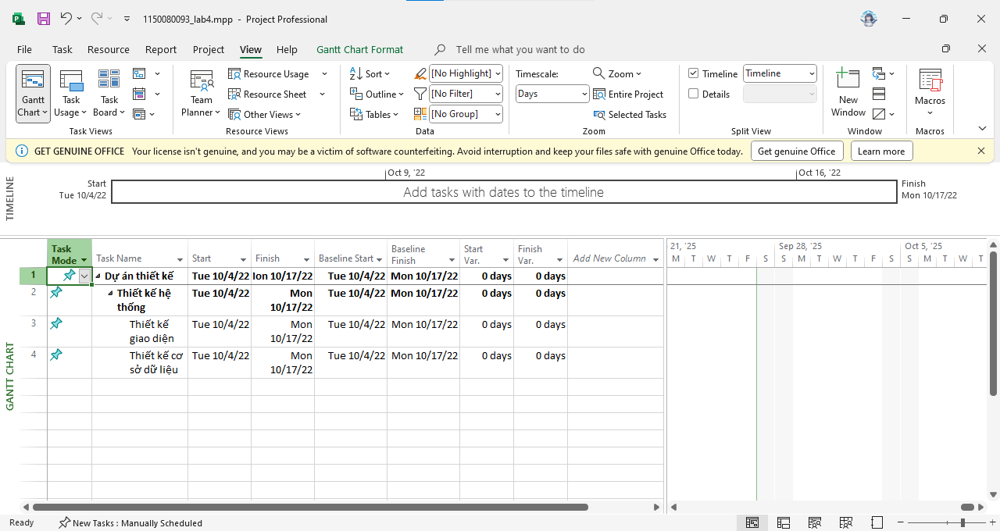 1150080093_lab4.mpp - Project Professional
File Task Resource Report Project View Help Gantt Chart Format Tell me what you want to do
Gantt Chart
Task Usage
Task Board
Task Views
Team Planner
Resource Usage
Resource Sheet
Other Views
Resource Views
Sort
Outline
Tables
[No Highlight]
[No Filter]
[No Group]
Data
Timescale:
Days
Zoom
Entire Project
Selected Tasks
Zoom
Timeline Timeline
Details
Split View
New Window
Window
Macros
Macros
GET GENUINE OFFICE Your license isn't genuine, and you may be a victim of software counterfeiting. Avoid interruption and keep your files safe with genuine Office today. Get genuine Office Learn more
TIMELINE
Oct 9, '22 Oct 16, '22
Start
Tue 10/4/22
Add tasks with dates to the timeline
Finish
Mon 10/17/22
GANTT CHART
Task Mode Task Name Start Finish Baseline Start Baseline Finish Start Var. Finish Var. Add New Column
21, '25 Sep 28, '25 Oct 5, '25
M T W T F S S M T W T F S S M T W T
1 Dự án thiết kế Tue 10/4/22 Ion 10/17/22 Tue 10/4/22 Mon 10/17/22 0 days 0 days
2 Thiết kế hệ thống Tue 10/4/22 Mon 10/17/22 Tue 10/4/22 Mon 10/17/22 0 days 0 days
3 Thiết kế giao diện Tue 10/4/22 Mon 10/17/22 Tue 10/4/22 Mon 10/17/22 0 days 0 days
4 Thiết kế cơ sở dữ liệu Tue 10/4/22 Mon 10/17/22 Tue 10/4/22 Mon 10/17/22 0 days 0 days
Ready New Tasks : Manually Scheduled